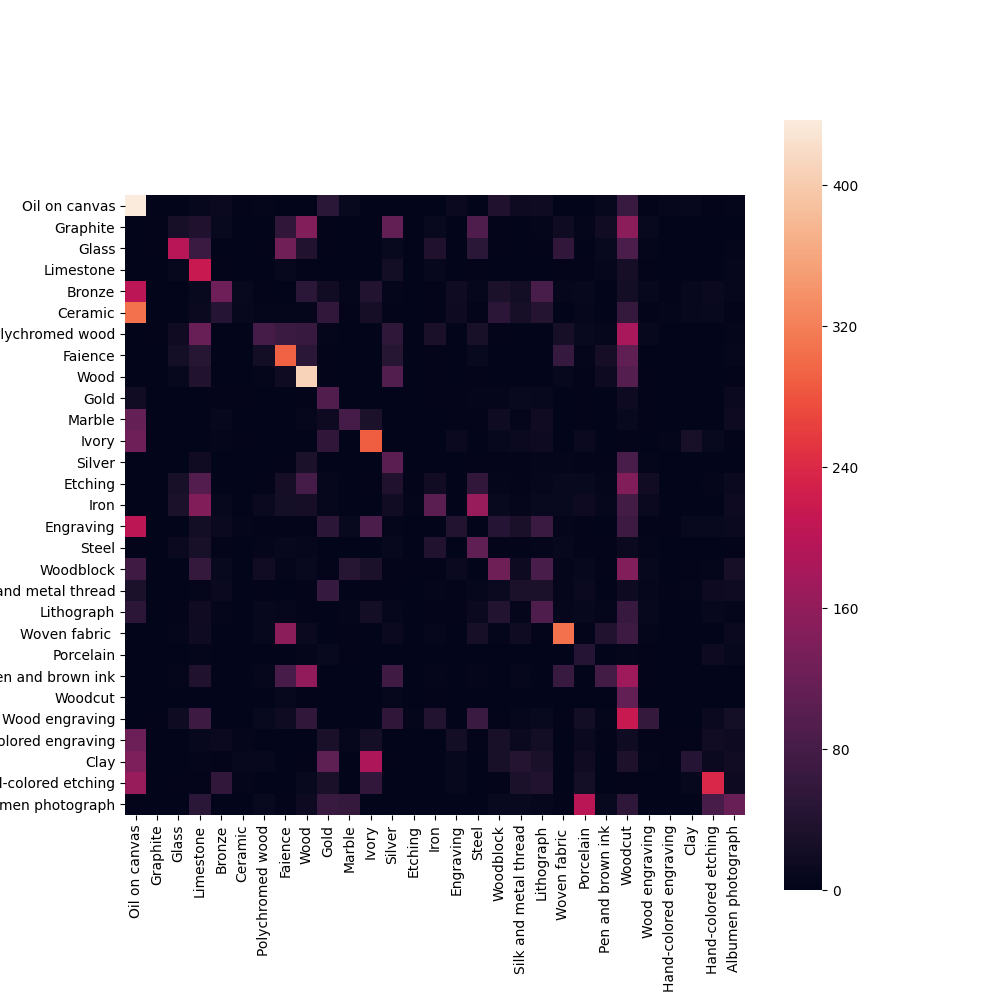 Oil on canvas
Graphite
Glass
Limestone
Bronze
Ceramic
lychromed wood
Faience
Wood
Gold
Marble
Ivory
Silver
Etching
Iron
Engraving
Steel
Woodblock
and metal thread
Lithograph
Woven fabric
Porcelain
en and brown ink
Woodcut
Wood engraving
colored engraving
Clay
d-colored etching
men photograph
Oil on canvas
Graphite
Glass
Limestone
Bronze
Ceramic
Polychromed wood
Faience
Wood
Gold
Marble
Ivory
Silver
Etching
Iron
Engraving
Steel
Woodblock
Silk and metal thread
Lithograph
Woven fabric
Porcelain
Pen and brown ink
Woodcut
Wood engraving
Hand-colored engraving
Clay
Hand-colored etching
Albumen photograph
400
320
240
160
80
0